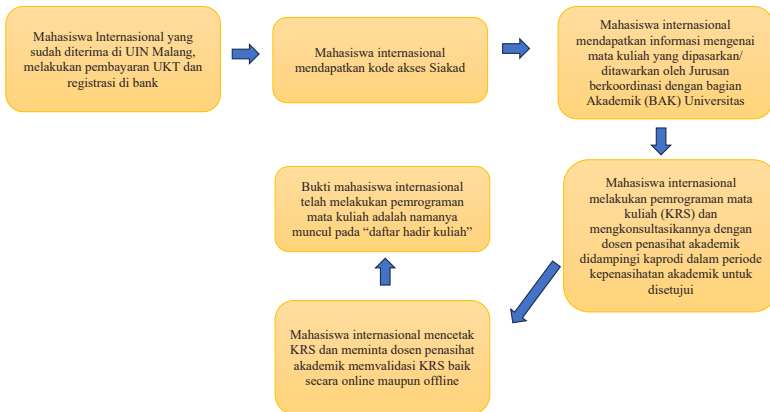 Mahasiswa Internasional yang
sudah diterima di UIN Malang,
melakukan pembayaran UKT dan
registrasi di bank
Mahasiswa internasional
mendapatkan kode akses Siakad
Mahasiswa internasional
mendapatkan informasi mengenai
mata kuliah yang dipasarkan/
ditawarkan oleh Jurusan
berkoordinasi dengan bagian
Akademik (BAK) Universitas
Mahasiswa internasional
melakukan pemrograman mata
kuliah (KRS) dan
mengkonsultasikannya dengan
dosen penasihat akademik
didampingi kaprodi dalam periode
kepenasihatan akademik untuk
disetujui
Mahasiswa internasional mencetak
KRS dan meminta dosen penasihat
akademik memvalidasi KRS baik
secara online maupun offline
Bukti mahasiswa internasional
telah melakukan pemrograman
mata kuliah adalah namanya
muncul pada “daftar hadir kuliah”